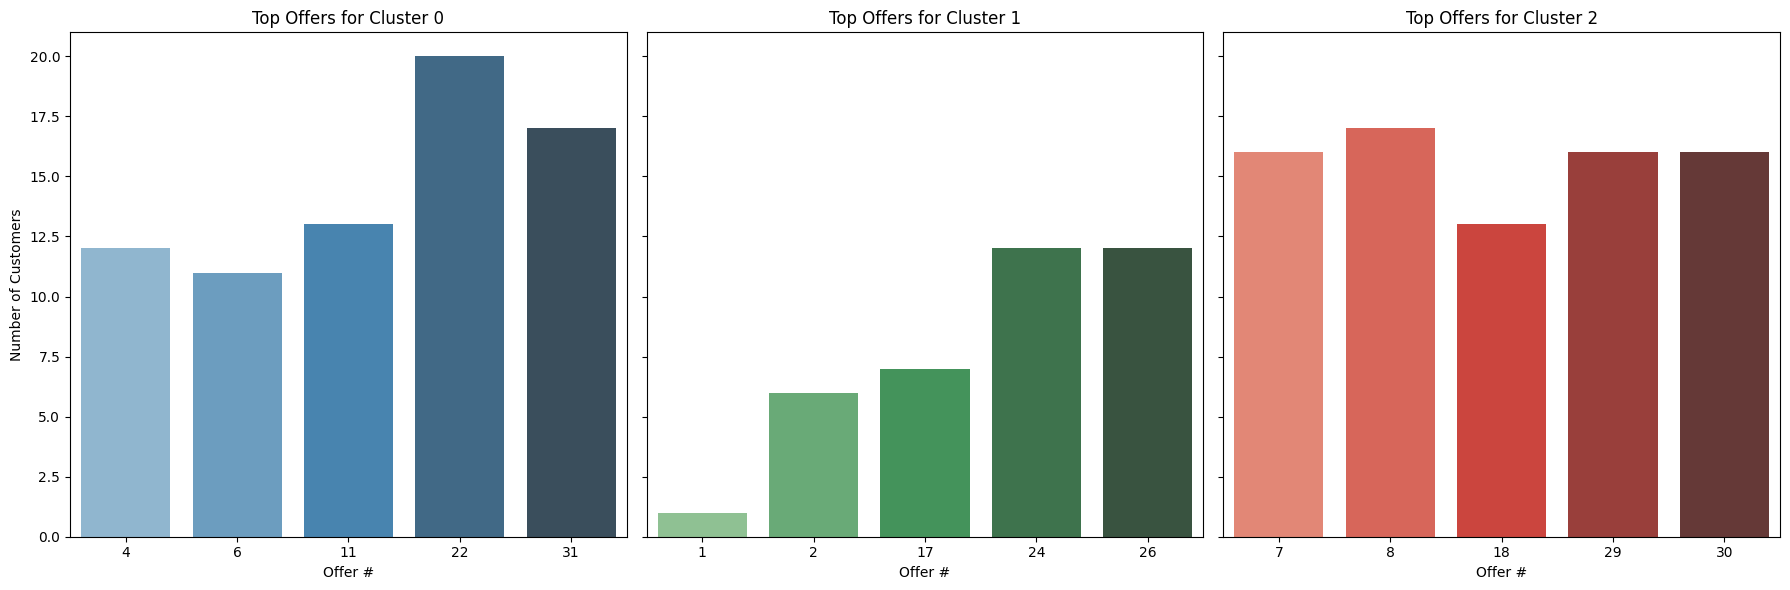 Top Offers for Cluster 0
Top Offers for Cluster 1
Top Offers for Cluster 2
Number of Customers
20.0
17.5
15.0
12.5
10.0
7.5
5.0
2.5
0.0
4 6 11 22 31
1 2 17 24 26
7 8 18 29 30
Offer #
Offer #
Offer #